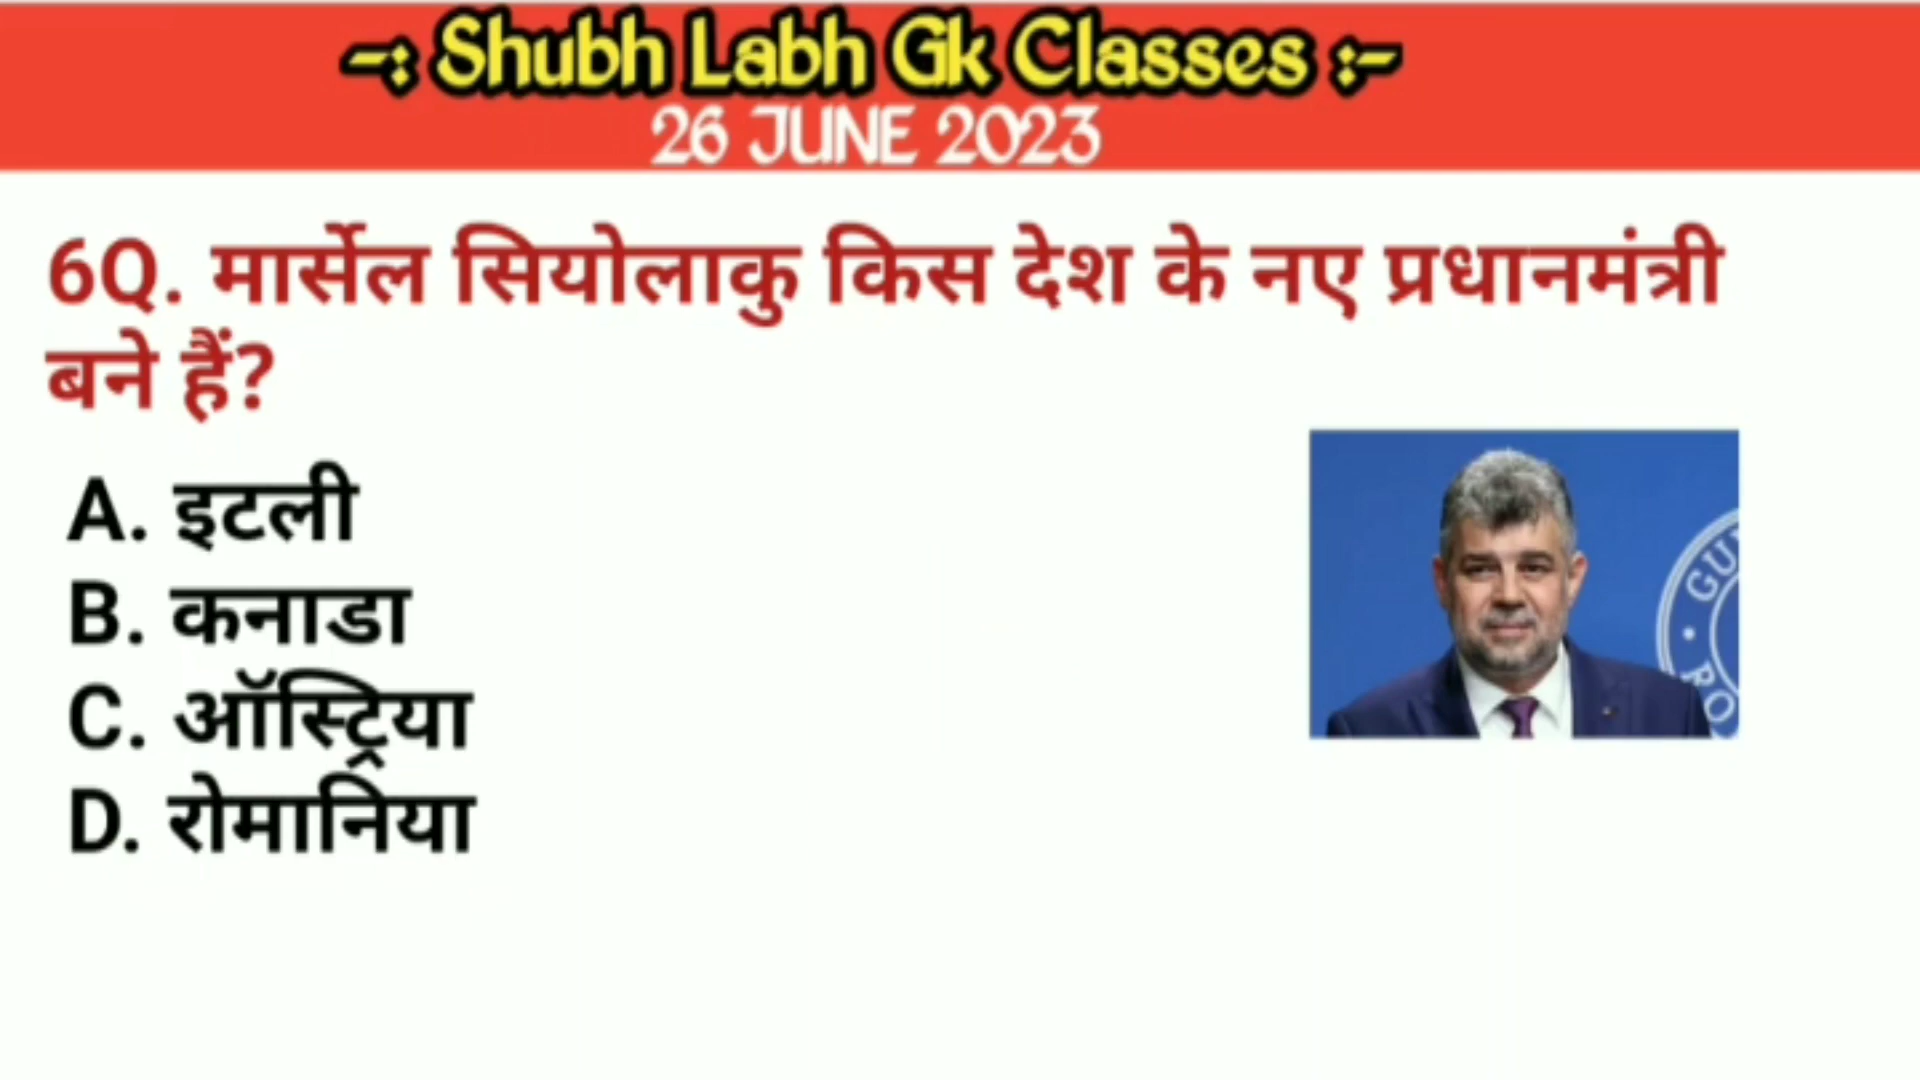 -: Shubh Labh Gk Classes :-
26 JUNE 2023
6Q. मार्सेल सियोलाकु किस देश के नए प्रधानमंत्री
बने हैं?
A. इटली
B. कनाडा
C. ऑस्ट्रिया
D. रोमानिया